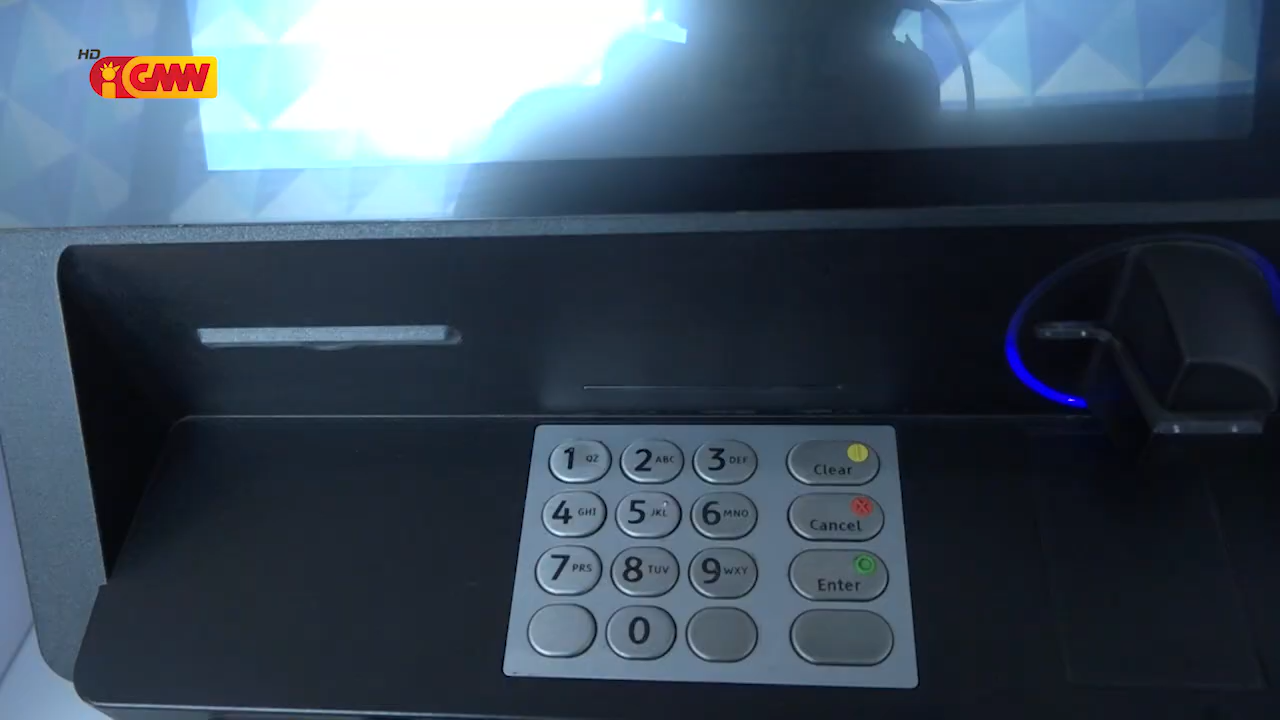 HD
iGMW
1 QZ 2 ABC 3 DEF Clear
4 GHI 5 JKL 6 MNO Cancel
7 PRS 8 TUV 9 WXY Enter
0